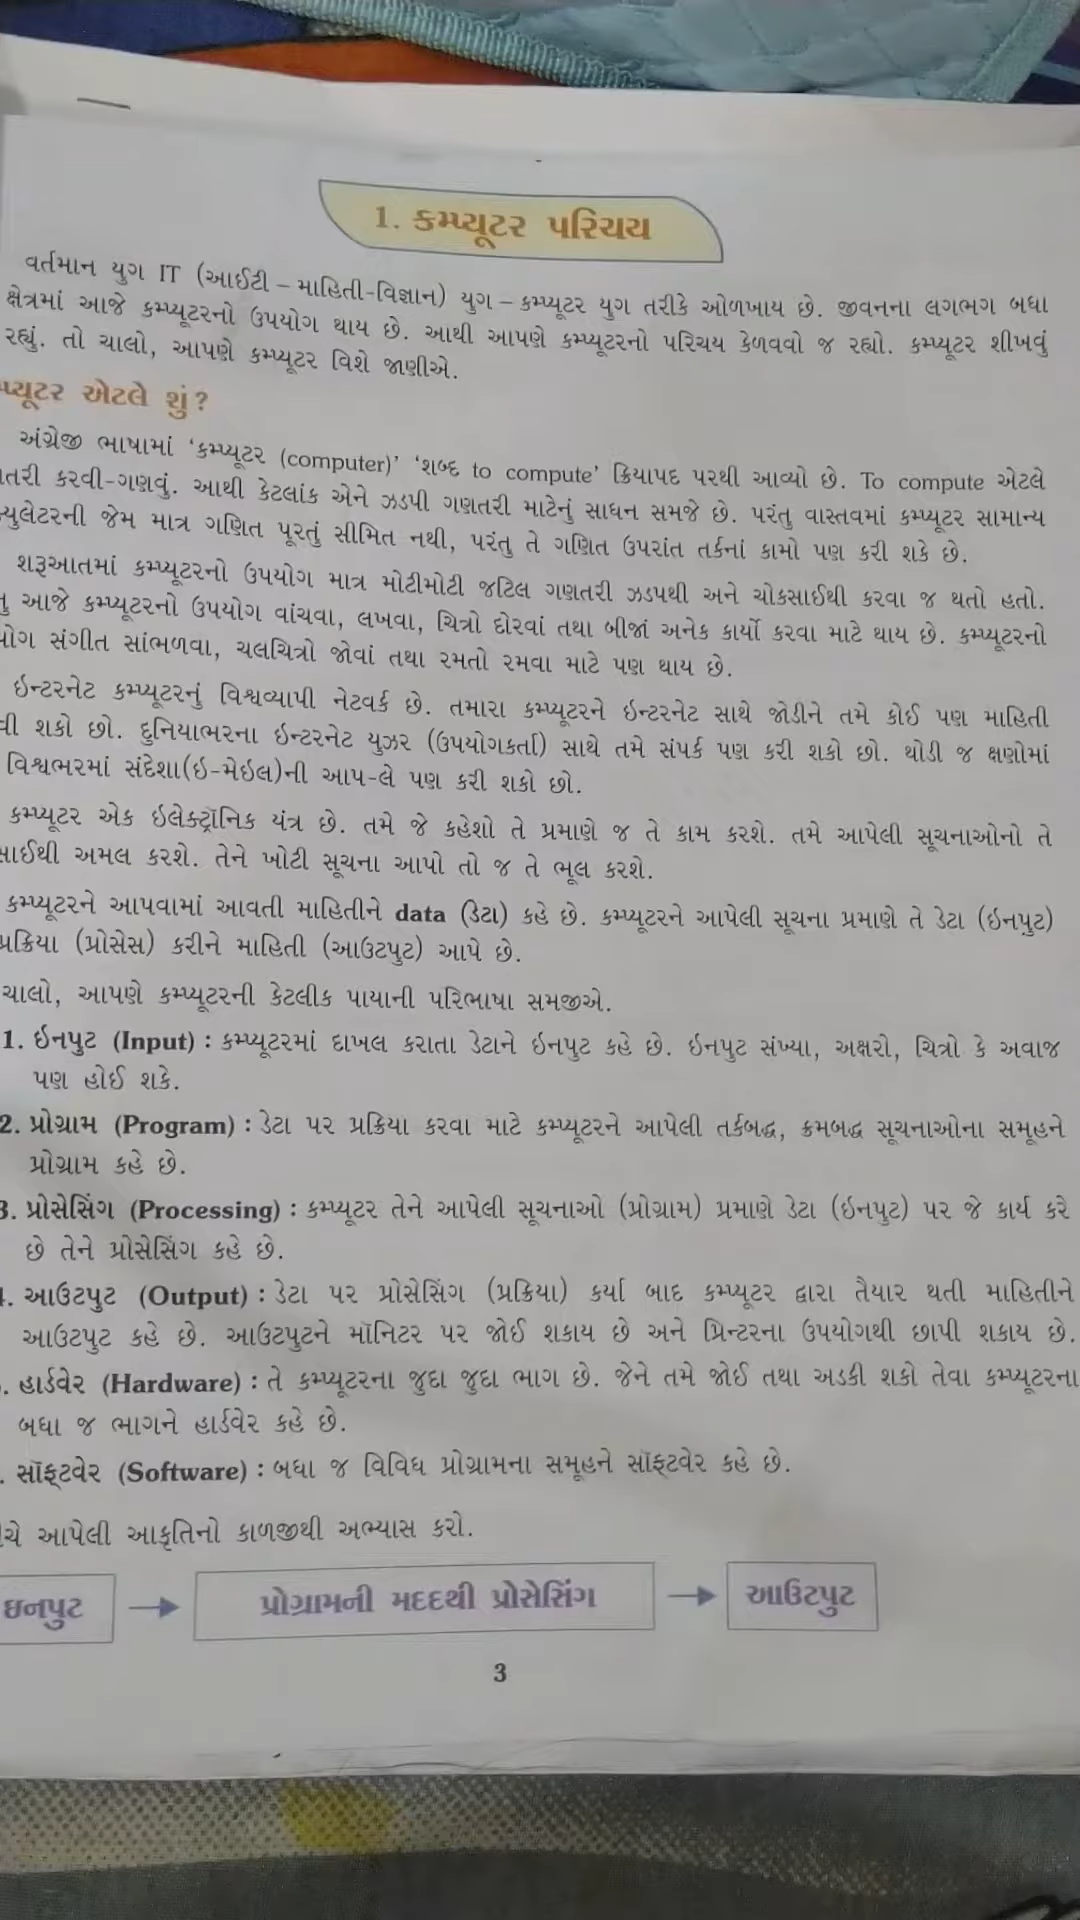 1. કમ્પ્યૂટર પરિચય
વર્તમાન યુગ IT (આઈટી – માહિતી-વિજ્ઞાન) યુગ – કમ્પ્યૂટર યુગ તરીકે ઓળખાય છે. જીવનના લગભગ બધા
ક્ષેત્રમાં આજે કમ્પ્યૂટરનો ઉપયોગ થાય છે. આથી આપણે કમ્પ્યૂટરનો પરિચય કેળવવો જ રહ્યો. કમ્પ્યૂટર શીખવું
રહ્યું. તો ચાલો, આપણે કમ્પ્યૂટર વિશે જાણીએ.
પ્યૂટર એટલે શું?
અંગ્રેજી ભાષામાં ‘કમ્પ્યૂટર (computer)’ ‘શબ્દ to compute’ ક્રિયાપદ પરથી આવ્યો છે. To compute એટલે
તરી કરવી-ગણવું. આથી કેટલાંક એને ઝડપી ગણતરી માટેનું સાધન સમજે છે. પરંતુ વાસ્તવમાં કમ્પ્યૂટર સામાન્ય
યુલેટરની જેમ માત્ર ગણિત પૂરતું સીમિત નથી, પરંતુ તે ગણિત ઉપરાંત તર્કનાં કામો પણ કરી શકે છે.
શરૂઆતમાં કમ્પ્યૂટરનો ઉપયોગ માત્ર મોટીમોટી જટિલ ગણતરી ઝડપથી અને ચોકસાઈથી કરવા જ થતો હતો.
તુ આજે કમ્પ્યૂટરનો ઉપયોગ વાંચવા, લખવા, ચિત્રો દોરવાં તથા બીજાં અનેક કાર્યો કરવા માટે થાય છે. કમ્પ્યૂટરનો
યોગ સંગીત સાંભળવા, ચલચિત્રો જોવાં તથા રમતો રમવા માટે પણ થાય છે.
ઇન્ટરનેટ કમ્પ્યૂટરનું વિશ્વવ્યાપી નેટવર્ક છે. તમારા કમ્પ્યૂટરને ઇન્ટરનેટ સાથે જોડીને તમે કોઈ પણ માહિતી
વી શકો છો. દુનિયાભરના ઇન્ટરનેટ યુઝર (ઉપયોગકર્તા) સાથે તમે સંપર્ક પણ કરી શકો છો. થોડી જ ક્ષણોમાં
વિશ્વભરમાં સંદેશા(ઇ-મેઇલ)ની આપ-લે પણ કરી શકો છો.
કમ્પ્યૂટર એક ઇલેક્ટ્રૉનિક યંત્ર છે. તમે જે કહેશો તે પ્રમાણે જ તે કામ કરશે. તમે આપેલી સૂચનાઓનો તે
સાઈથી અમલ કરશે. તેને ખોટી સૂચના આપો તો જ તે ભૂલ કરશે.
કમ્પ્યૂટરને આપવામાં આવતી માહિતીને data (ડેટા) કહે છે. કમ્પ્યૂટરને આપેલી સૂચના પ્રમાણે તે ડેટા (ઇનપુટ)
પ્રક્રિયા (પ્રોસેસ) કરીને માહિતી (આઉટપુટ) આપે છે.
ચાલો, આપણે કમ્પ્યૂટરની કેટલીક પાયાની પરિભાષા સમજીએ.
1. ઇનપુટ (Input) : કમ્પ્યૂટરમાં દાખલ કરાતા ડેટાને ઇનપુટ કહે છે. ઇનપુટ સંખ્યા, અક્ષરો, ચિત્રો કે અવાજ
પણ હોઈ શકે.
2. પ્રોગ્રામ (Program) : ડેટા પર પ્રક્રિયા કરવા માટે કમ્પ્યૂટરને આપેલી તર્કબદ્ધ, ક્રમબદ્ધ સૂચનાઓના સમૂહને
પ્રોગ્રામ કહે છે.
3. પ્રોસેસિંગ (Processing) : કમ્પ્યૂટર તેને આપેલી સૂચનાઓ (પ્રોગ્રામ) પ્રમાણે ડેટા (ઇનપુટ) પર જે કાર્ય કરે
છે તેને પ્રોસેસિંગ કહે છે.
. આઉટપુટ (Output) : ડેટા પર પ્રોસેસિંગ (પ્રક્રિયા) કર્યા બાદ કમ્પ્યૂટર દ્વારા તૈયાર થતી માહિતીને
આઉટપુટ કહે છે. આઉટપુટને મૉનિટર પર જોઈ શકાય છે અને પ્રિન્ટરના ઉપયોગથી છાપી શકાય છે.
. હાર્ડવેર (Hardware) : તે કમ્પ્યૂટરના જુદા જુદા ભાગ છે. જેને તમે જોઈ તથા અડકી શકો તેવા કમ્પ્યૂટરના
બધા જ ભાગને હાર્ડવેર કહે છે.
. સૉફ્ટવેર (Software) : બધા જ વિવિધ પ્રોગ્રામના સમૂહને સૉફ્ટવેર કહે છે.
ચે આપેલી આકૃતિનો કાળજીથી અભ્યાસ કરો.
ઇનપુટ → પ્રોગ્રામની મદદથી પ્રોસેસિંગ → આઉટપુટ
3